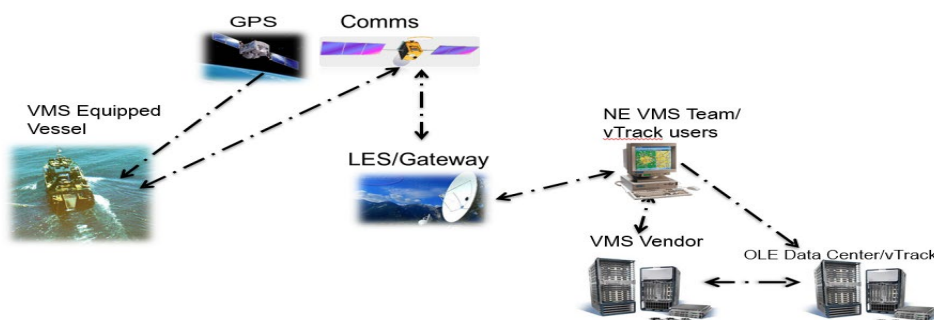 GPS
Comms
VMS Equipped
Vessel
NE VMS Team/
vTrack users
LES/Gateway
VMS Vendor
OLE Data Center/vTrack